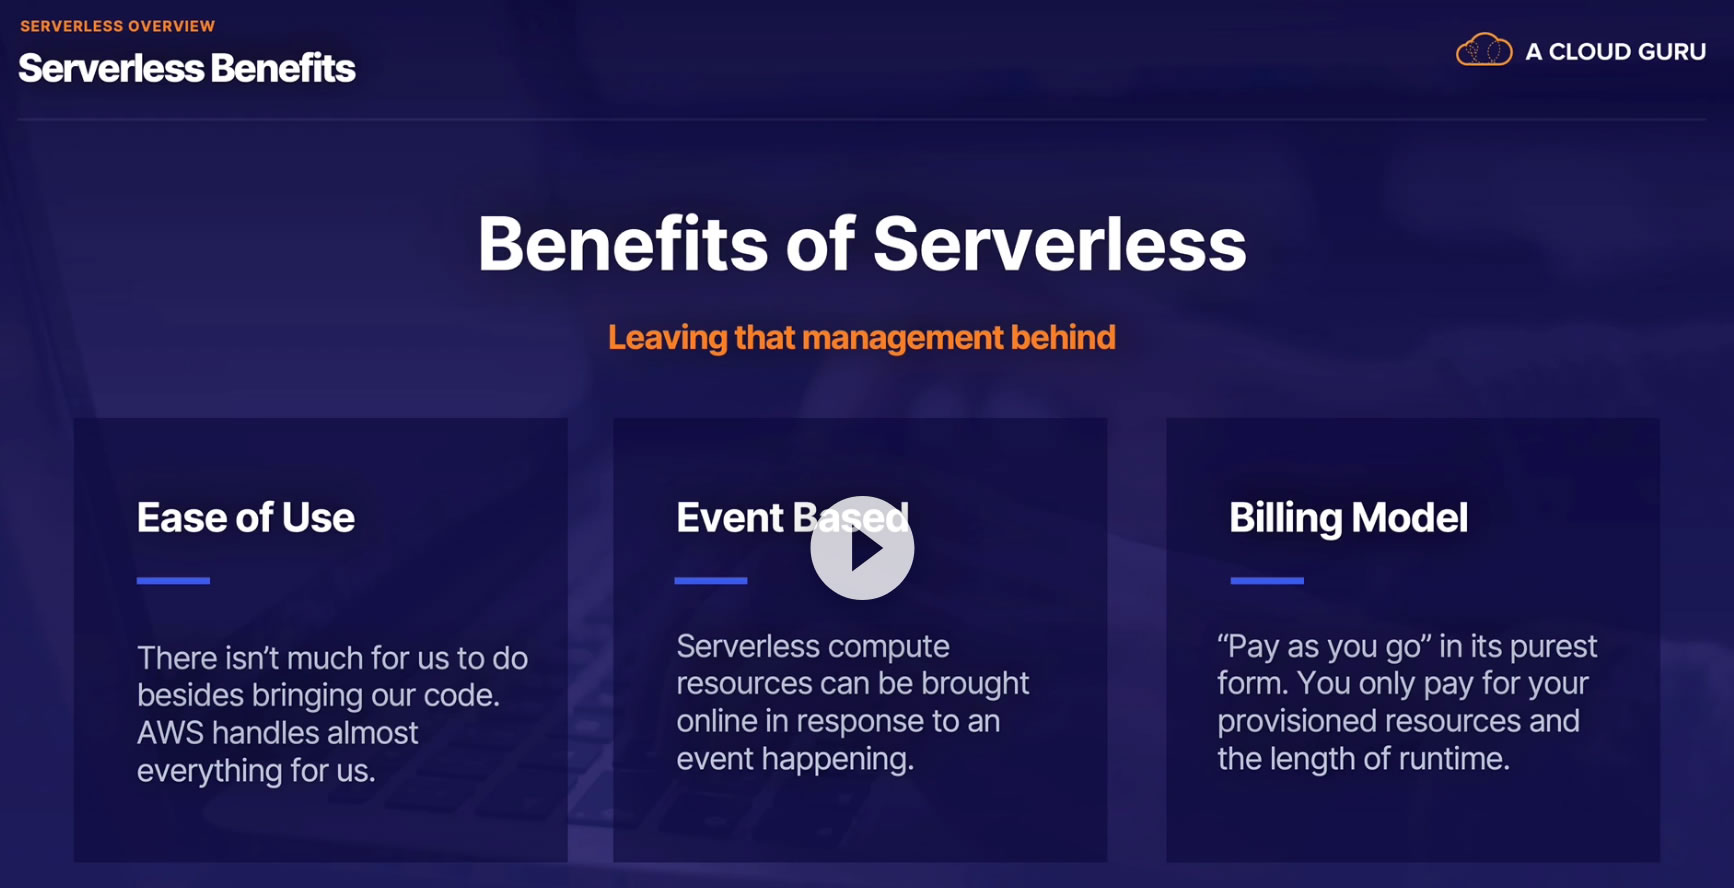 SERVERLESS OVERVIEW
Serverless Benefits
A CLOUD GURU
Benefits of Serverless
Leaving that management behind
Ease of Use
There isn’t much for us to do
besides bringing our code.
AWS handles almost
everything for us.
Event Based
Serverless compute
resources can be brought
online in response to an
event happening.
Billing Model
“Pay as you go” in its purest
form. You only pay for your
provisioned resources and
the length of runtime.